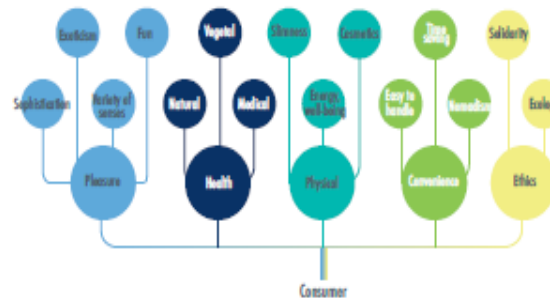 Exoticism
Fun
Vegetal
Slimness
Cosmetics
Time
saving
Solidarity
Sophistication
Variety of
senses
Natural
Medical
Energy,
well-being
Easy to
handle
Nomadism
Pleasure
Health
Physical
Convenience
Ethics
Consumer